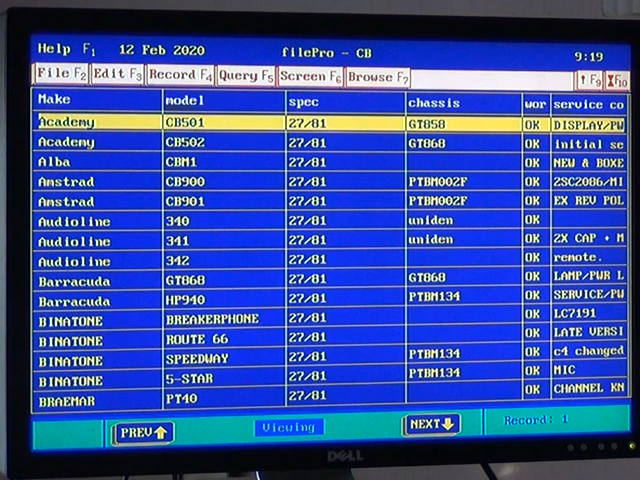 Help F1 12 Feb 2020 filePro - CB 9:19
File F2 Edit F3 Record F4 Query F5 Screen F6 Browse F7 ↑ F9 F10
Make model spec chassis wor service co
Academy CB501 27/81 GT858 OK DISPLAY/PW
Academy CB502 27/81 GT868 OK initial se
Alba CBM1 27/81 OK NEW & BOXE
Amstrad CB900 27/81 PTBM002F OK 2SC2086/MI
Amstrad CB901 27/81 PTBM002F OK EX REV POL
Audioline 340 27/81 uniden OK
Audioline 341 27/81 uniden OK 2X CAP + M
Audioline 342 27/81 OK remote.
Barracuda GT868 27/81 GT868 OK LAMP/PWR L
Barracuda HP940 27/81 PTBM134 OK SERVICE/PW
BINATONE BREAKERPHONE 27/81 OK LC7191
BINATONE ROUTE 66 27/81 OK LATE VERSI
BINATONE SPEEDWAY 27/81 PTBM134 OK c4 changed
BINATONE 5-STAR 27/81 PTBM134 OK MIC
BRAEMAR PT40 27/81 OK CHANNEL KN
PREV↑ Viewing NEXT↓ Record: 1
DELL